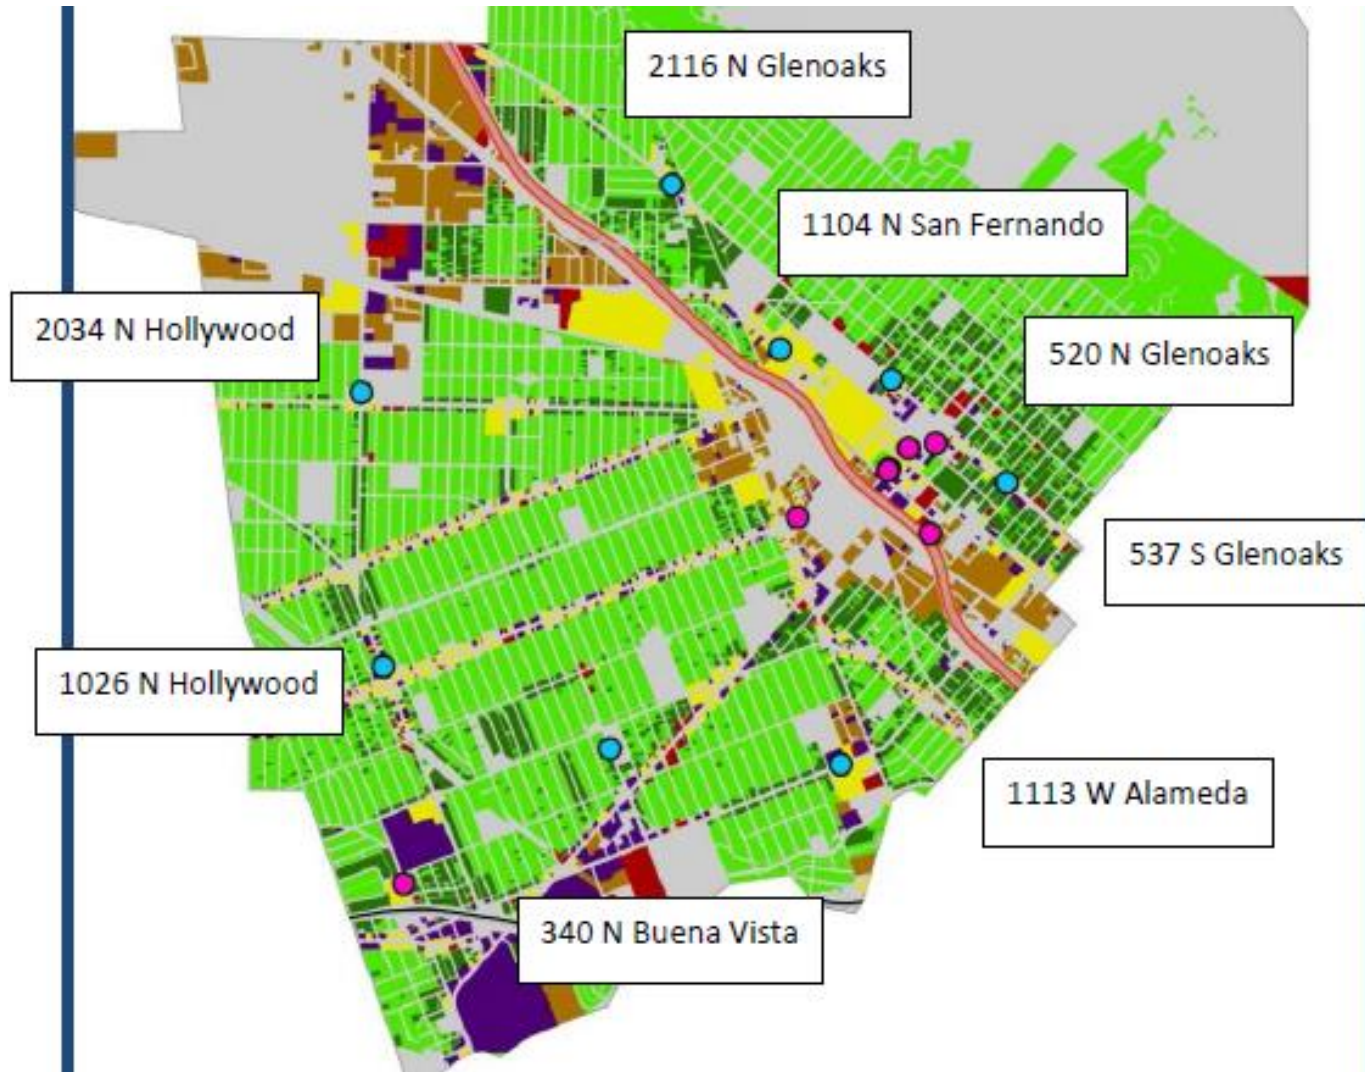 2116 N Glenoaks
1104 N San Fernando
2034 N Hollywood
520 N Glenoaks
537 S Glenoaks
1026 N Hollywood
1113 W Alameda
340 N Buena Vista